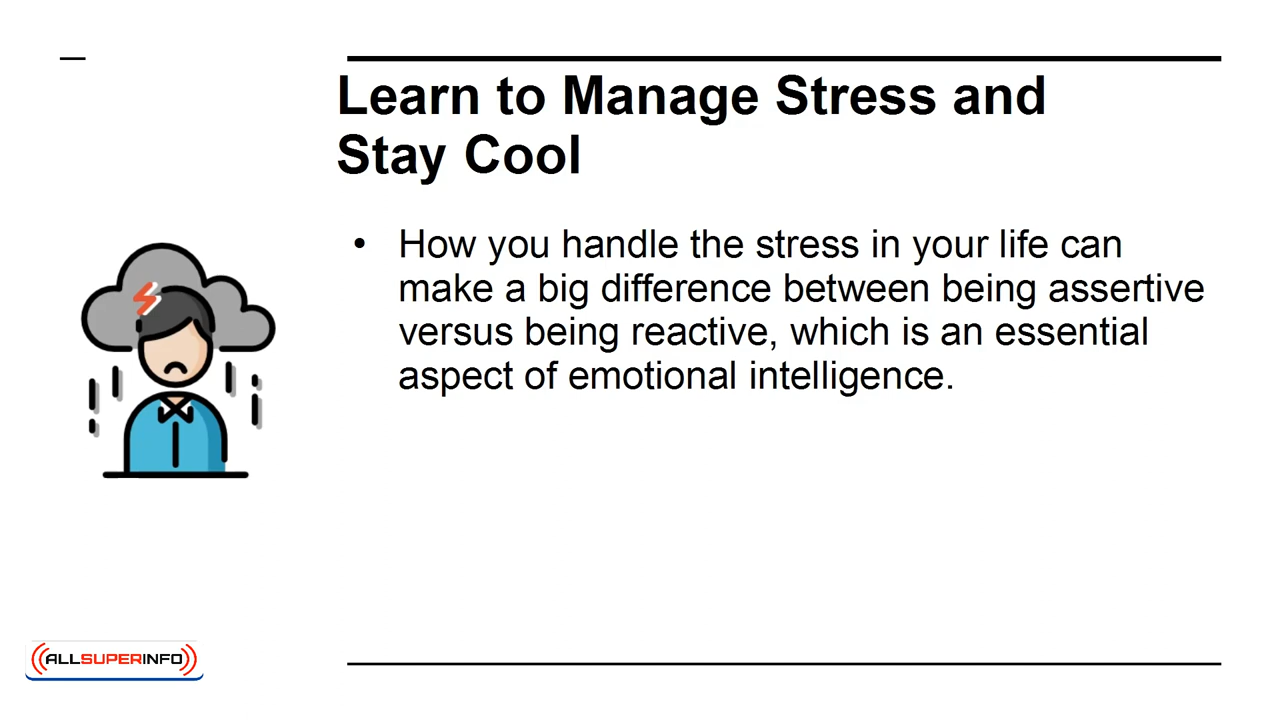 Learn to Manage Stress and
Stay Cool
• How you handle the stress in your life can
make a big difference between being assertive
versus being reactive, which is an essential
aspect of emotional intelligence.
ALLSUPERINFO